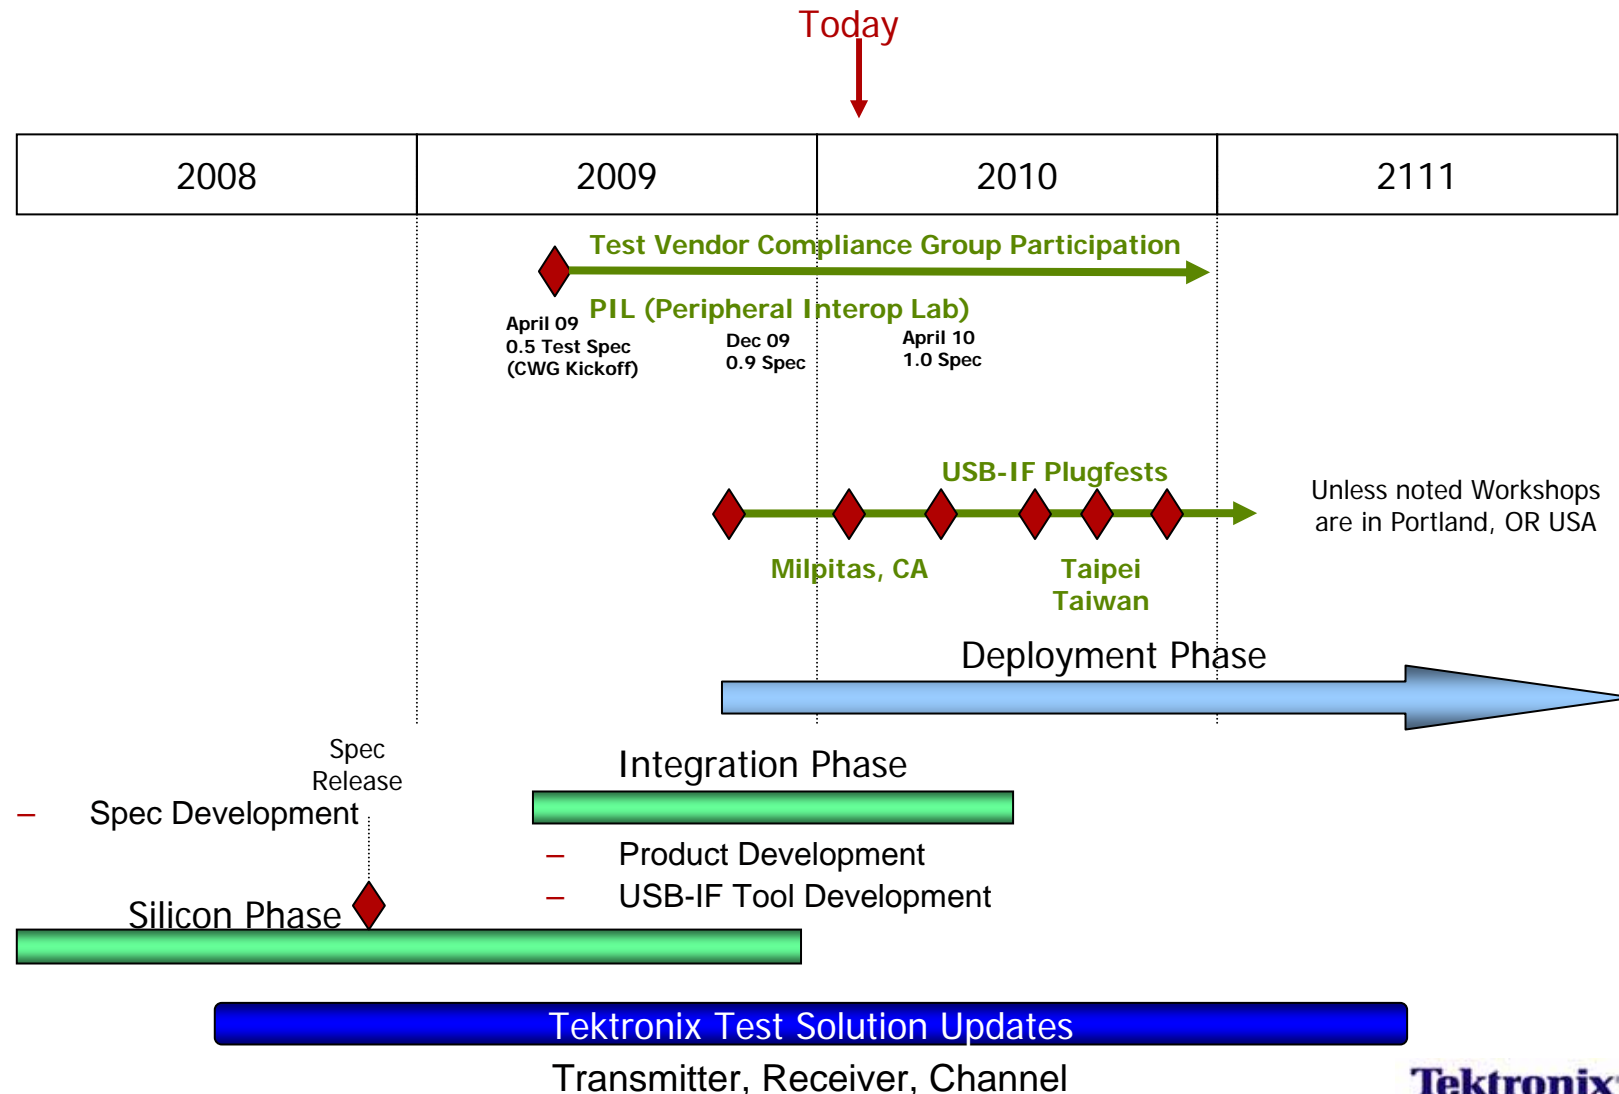 Today
2008
2009
2010
2111
Test Vendor Compliance Group Participation
PIL (Peripheral Interop Lab)
April 09
0.5 Test Spec
(CWG Kickoff)
Dec 09
0.9 Spec
April 10
1.0 Spec
USB-IF Plugfests
Unless noted Workshops
are in Portland, OR USA
Milpitas, CA
Taipei
Taiwan
Deployment Phase
Spec
Release
Integration Phase
– Spec Development
– Product Development
– USB-IF Tool Development
Silicon Phase
Tektronix Test Solution Updates
Transmitter, Receiver, Channel
Tektronix